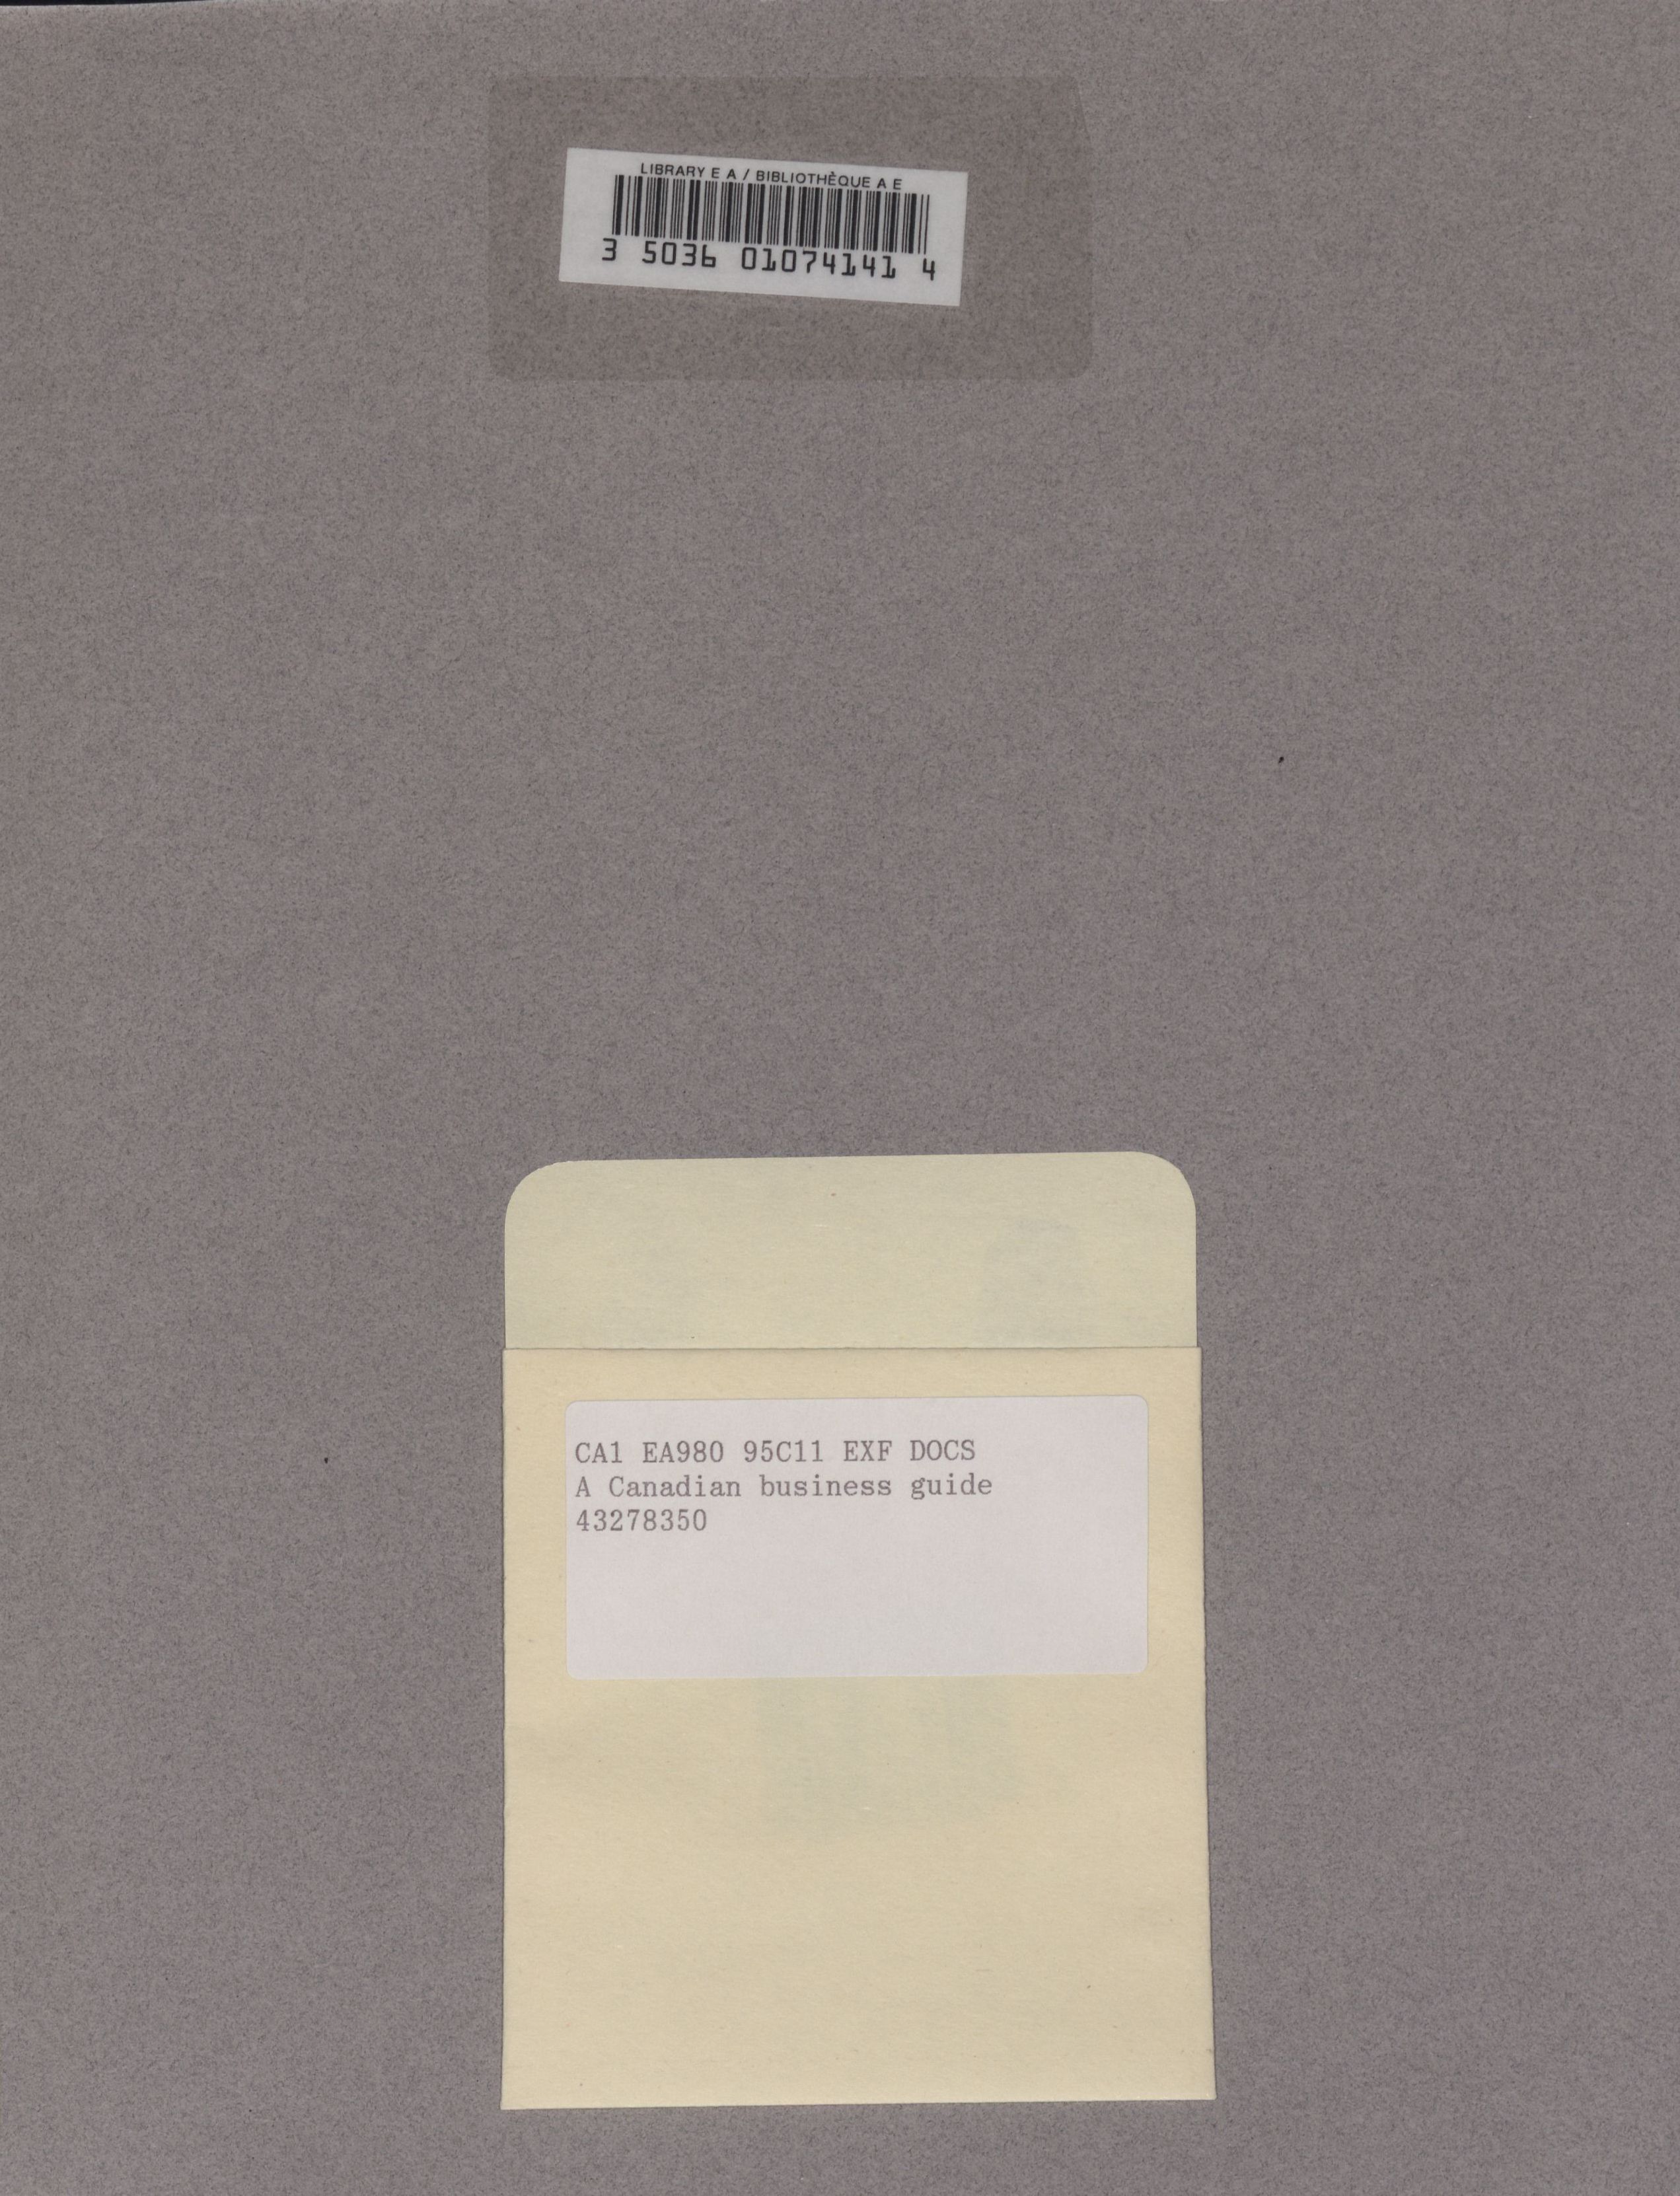 LIBRARY E A / BIBLIOTHÈQUE A E
3 5036 01074141 4
CA1 EA980 95C11 EXF DOCS
A Canadian business guide
43278350